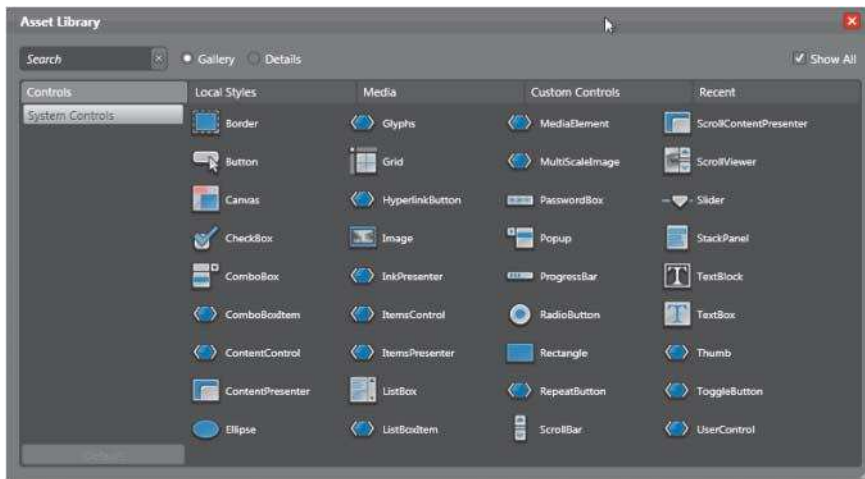 Asset Library
Search Gallery Details Show All
Controls Local Styles Media Custom Controls Recent
System Controls
Border Glyphs MediaElement ScrollContentPresenter
Button Grid MultiScaleImage ScrollViewer
Canvas HyperlinkButton PasswordBox Slider
CheckBox Image Popup StackPanel
ComboBox InkPresenter ProgressBar TextBlock
ComboBoxItem ItemsControl RadioButton TextBox
ContentControl ItemsPresenter Rectangle Thumb
ContentPresenter ListBox RepeatButton ToggleButton
Ellipse ListBoxItem ScrollBar UserControl